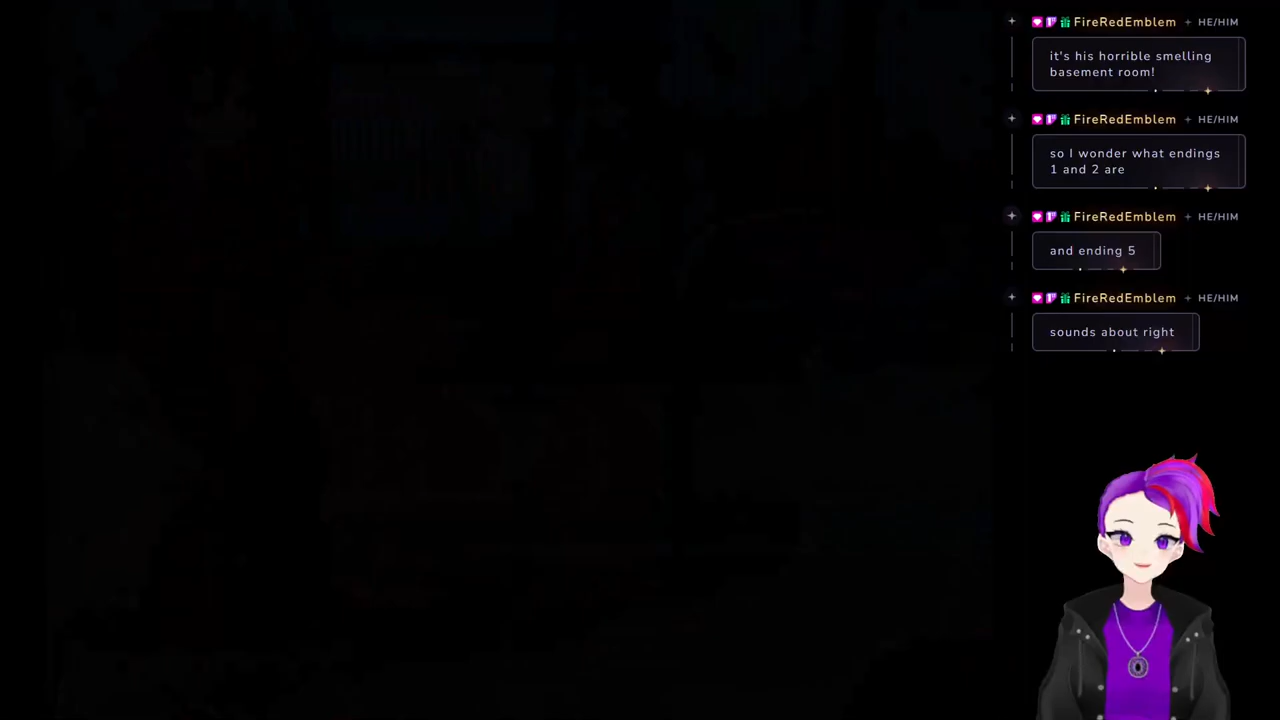 FireRedEmblem + HE/HIM
it's his horrible smelling
basement room!
FireRedEmblem + HE/HIM
so I wonder what endings
1 and 2 are
FireRedEmblem + HE/HIM
and ending 5
FireRedEmblem + HE/HIM
sounds about right